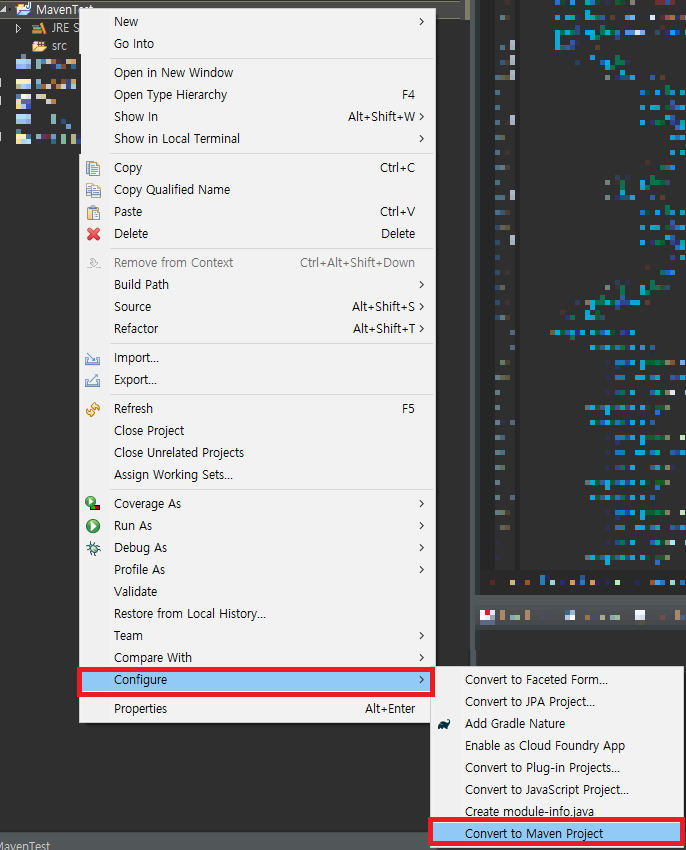 MavenTest
JRE S
src
New
Go Into
Open in New Window
Open Type Hierarchy F4
Show In Alt+Shift+W
Show in Local Terminal
Copy Ctrl+C
Copy Qualified Name
Paste Ctrl+V
Delete Delete
Remove from Context Ctrl+Alt+Shift+Down
Build Path
Source Alt+Shift+S
Refactor Alt+Shift+T
Import...
Export...
Refresh F5
Close Project
Close Unrelated Projects
Assign Working Sets...
Coverage As
Run As
Debug As
Profile As
Validate
Restore from Local History...
Team
Compare With
Configure
Properties Alt+Enter
Convert to Faceted Form...
Convert to JPA Project...
Add Gradle Nature
Enable as Cloud Foundry App
Convert to Plug-in Projects...
Convert to JavaScript Project...
Create module-info.java
Convert to Maven Project
MavenTest